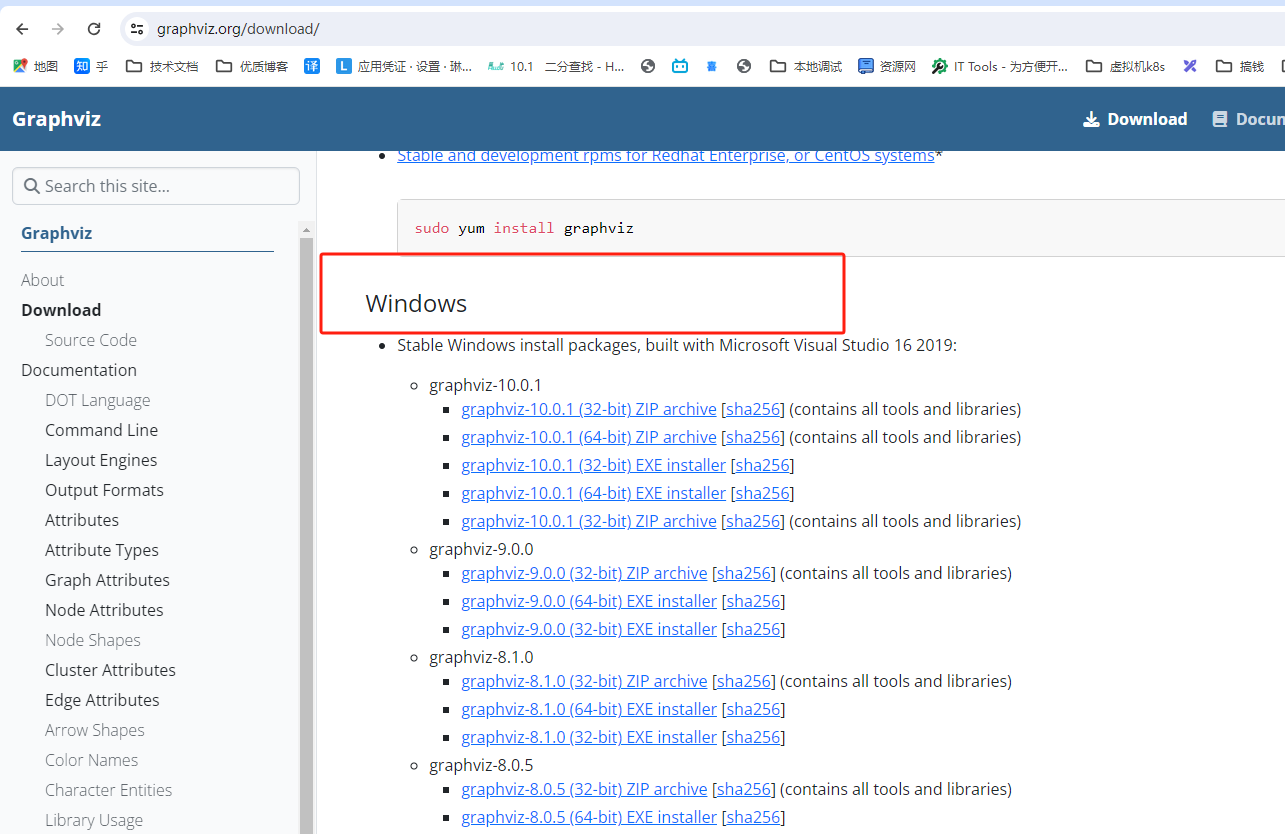 graphviz.org/download/
地图 知 乎 技术文档 优质博客 译 L 应用凭证 · 设置 · 琳... 10.1 二分查找 - H... 本地调试 资源网 IT Tools - 为方便开... 虚拟机k8s 搞钱
Graphviz Download Docun
Search this site...
Graphviz
About
Download
Source Code
Documentation
DOT Language
Command Line
Layout Engines
Output Formats
Attributes
Attribute Types
Graph Attributes
Node Attributes
Node Shapes
Cluster Attributes
Edge Attributes
Arrow Shapes
Color Names
Character Entities
Library Usage
Stable and development rpms for Redhat Enterprise, or CentOS systems*
sudo yum install graphviz
Windows
Stable Windows install packages, built with Microsoft Visual Studio 16 2019:
graphviz-10.0.1
graphviz-10.0.1 (32-bit) ZIP archive [sha256] (contains all tools and libraries)
graphviz-10.0.1 (64-bit) ZIP archive [sha256] (contains all tools and libraries)
graphviz-10.0.1 (32-bit) EXE installer [sha256]
graphviz-10.0.1 (64-bit) EXE installer [sha256]
graphviz-10.0.1 (32-bit) ZIP archive [sha256] (contains all tools and libraries)
graphviz-9.0.0
graphviz-9.0.0 (32-bit) ZIP archive [sha256] (contains all tools and libraries)
graphviz-9.0.0 (64-bit) EXE installer [sha256]
graphviz-9.0.0 (32-bit) EXE installer [sha256]
graphviz-8.1.0
graphviz-8.1.0 (32-bit) ZIP archive [sha256] (contains all tools and libraries)
graphviz-8.1.0 (64-bit) EXE installer [sha256]
graphviz-8.1.0 (32-bit) EXE installer [sha256]
graphviz-8.0.5
graphviz-8.0.5 (32-bit) ZIP archive [sha256] (contains all tools and libraries)
graphviz-8.0.5 (64-bit) EXE installer [sha256]